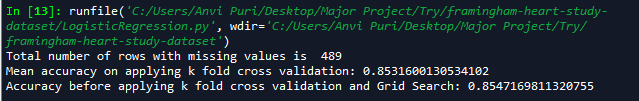 In [13]: runfile('C:/Users/Anvi Puri/Desktop/Major Project/Try/framingham-heart-study-
dataset/LogisticRegression.py', wdir='C:/Users/Anvi Puri/Desktop/Major Project/Try/
framingham-heart-study-dataset')
Total number of rows with missing values is  489
Mean accuracy on applying k fold cross validation: 0.8531600130534102
Accuracy before applying k fold cross validation and Grid Search: 0.8547169811320755